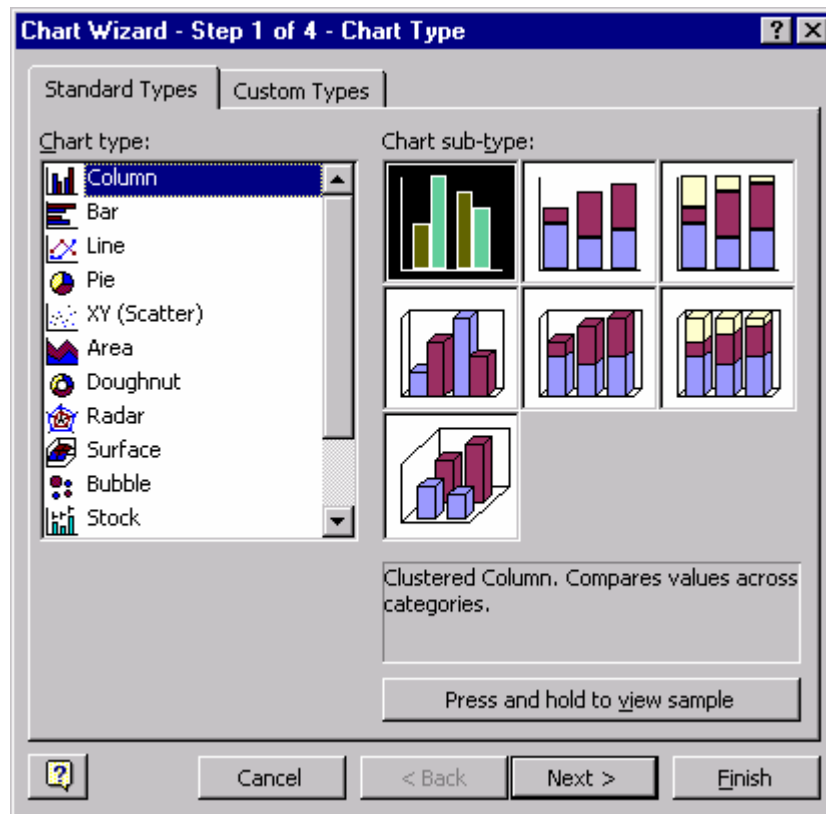 Chart Wizard - Step 1 of 4 - Chart Type
Standard Types
Custom Types
Chart type:
Column
Bar
Line
Pie
XY (Scatter)
Area
Doughnut
Radar
Surface
Bubble
Stock
Chart sub-type:
Clustered Column. Compares values across
categories.
Press and hold to view sample
Cancel
< Back
Next >
Finish